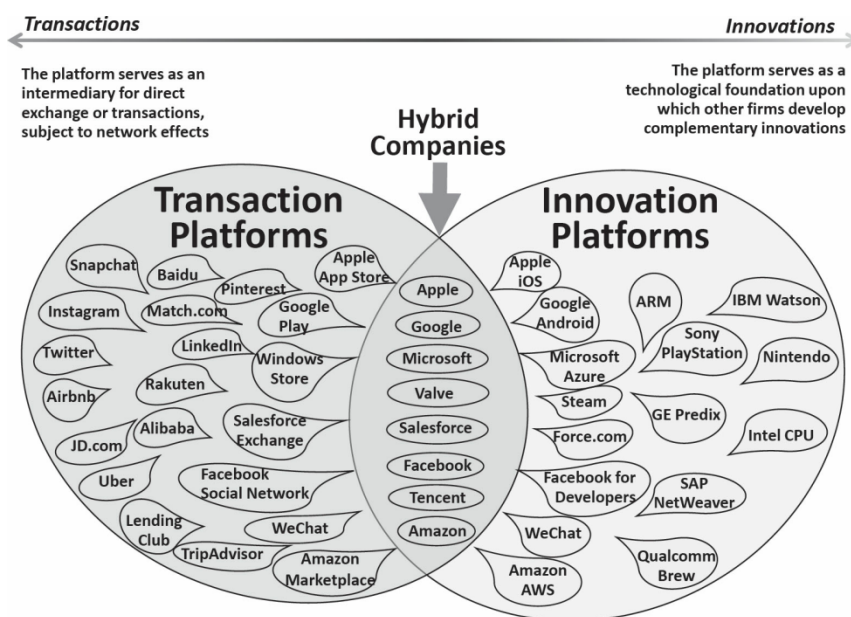 Transactions
Innovations
The platform serves as an
intermediary for direct
exchange or transactions,
subject to network effects
The platform serves as a
technological foundation upon
which other firms develop
complementary innovations
Hybrid
Companies
Transaction
Platforms
Snapchat
Baidu
Pinterest
Apple
App Store
Instagram
Match.com
Google
Play
Twitter
LinkedIn
Windows
Store
Airbnb
Rakuten
JD.com
Alibaba
Salesforce
Exchange
Uber
Facebook
Social Network
Lending
Club
WeChat
TripAdvisor
Amazon
Marketplace
Apple
Google
Microsoft
Valve
Salesforce
Facebook
Tencent
Amazon
Innovation
Platforms
Apple
iOS
Google
Android
ARM
IBM Watson
Microsoft
Azure
Sony
PlayStation
Nintendo
Steam
GE Predix
Force.com
Intel CPU
Facebook for
Developers
SAP
NetWeaver
WeChat
Qualcomm
Brew
Amazon
AWS